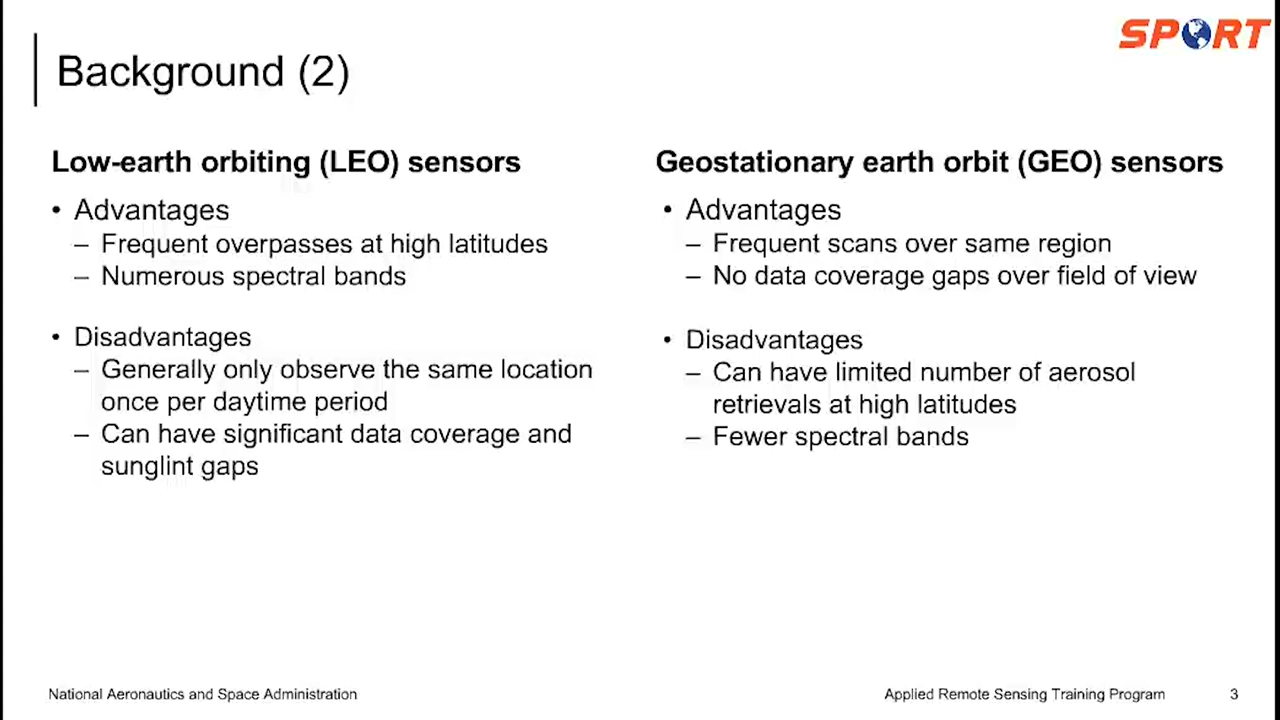 SPORT
Background (2)
Low-earth orbiting (LEO) sensors
• Advantages
– Frequent overpasses at high latitudes
– Numerous spectral bands
• Disadvantages
– Generally only observe the same location
once per daytime period
– Can have significant data coverage and
sunglint gaps
Geostationary earth orbit (GEO) sensors
• Advantages
– Frequent scans over same region
– No data coverage gaps over field of view
• Disadvantages
– Can have limited number of aerosol
retrievals at high latitudes
– Fewer spectral bands
National Aeronautics and Space Administration
Applied Remote Sensing Training Program
3